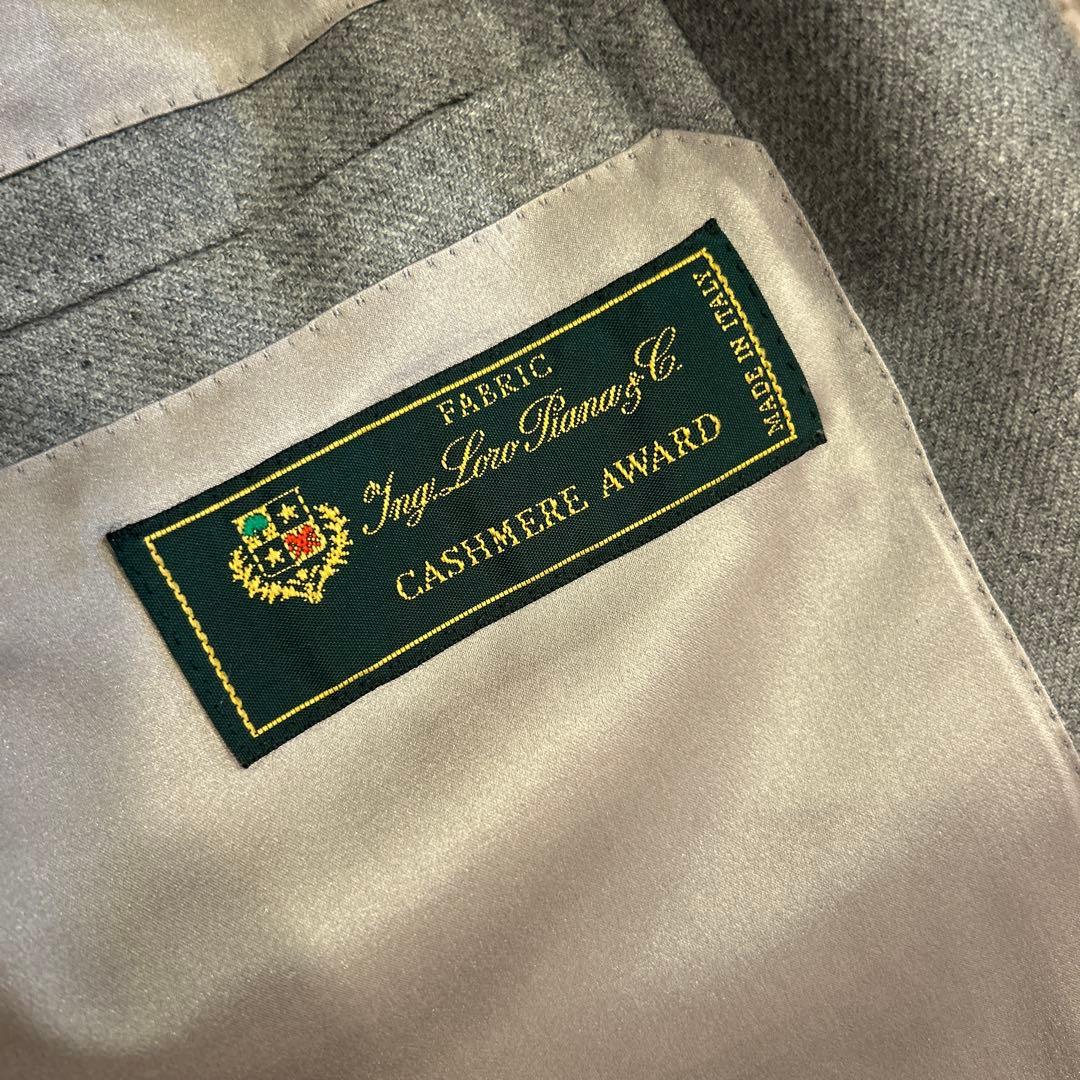 FABRIC
Ing. Loro Piana & C.
CASHMERE AWARD
MADE IN ITALY